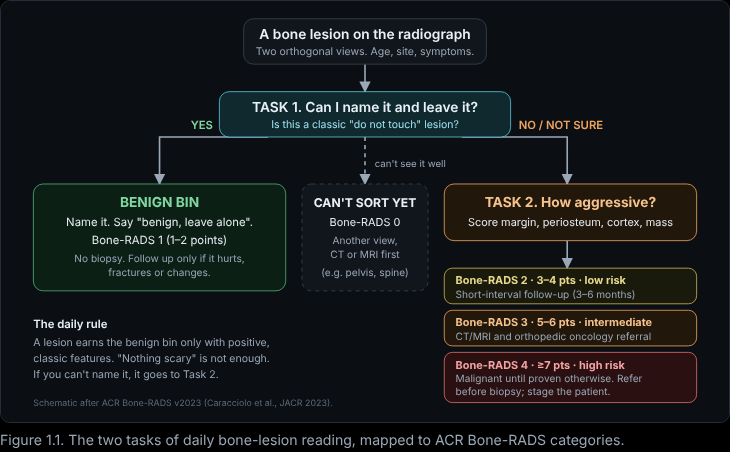 A bone lesion on the radiograph
Two orthogonal views. Age, site, symptoms.
TASK 1. Can I name it and leave it?
Is this a classic "do not touch" lesion?
YES
NO / NOT SURE
can't see it well
BENIGN BIN
Name it. Say "benign, leave alone".
Bone-RADS 1 (1–2 points)
No biopsy. Follow up only if it hurts,
fractures or changes.
CAN'T SORT YET
Bone-RADS 0
Another view,
CT or MRI first
(e.g. pelvis, spine)
TASK 2. How aggressive?
Score margin, periosteum, cortex, mass
Bone-RADS 2 · 3–4 pts · low risk
Short-interval follow-up (3–6 months)
Bone-RADS 3 · 5–6 pts · intermediate
CT/MRI and orthopedic oncology referral
Bone-RADS 4 · ≥7 pts · high risk
Malignant until proven otherwise. Refer
before biopsy; stage the patient.
The daily rule
A lesion earns the benign bin only with positive,
classic features. "Nothing scary" is not enough.
If you can't name it, it goes to Task 2.
Schematic after ACR Bone-RADS v2023 (Caracciolo et al., JACR 2023).
Figure 1.1. The two tasks of daily bone-lesion reading, mapped to ACR Bone-RADS categories.